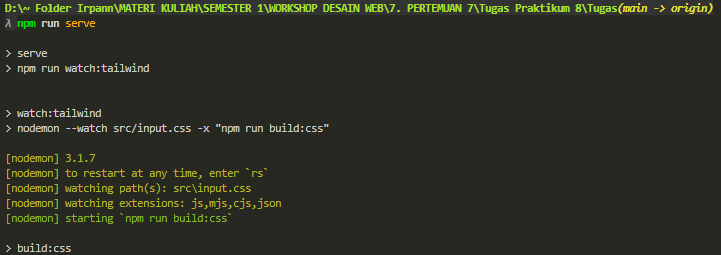 D:\~ Folder Irpann\MATERI KULIAH\SEMESTER 1\WORKSHOP DESAIN WEB\7. PERTEMUAN 7\Tugas Praktikum 8\Tugas(main -> origin)
λ npm run serve
> serve
> npm run watch:tailwind
> watch:tailwind
> nodemon --watch src/input.css -x "npm run build:css"
[nodemon] 3.1.7
[nodemon] to restart at any time, enter `rs`
[nodemon] watching path(s): src\input.css
[nodemon] watching extensions: js,mjs,cjs,json
[nodemon] starting `npm run build:css`
> build:css